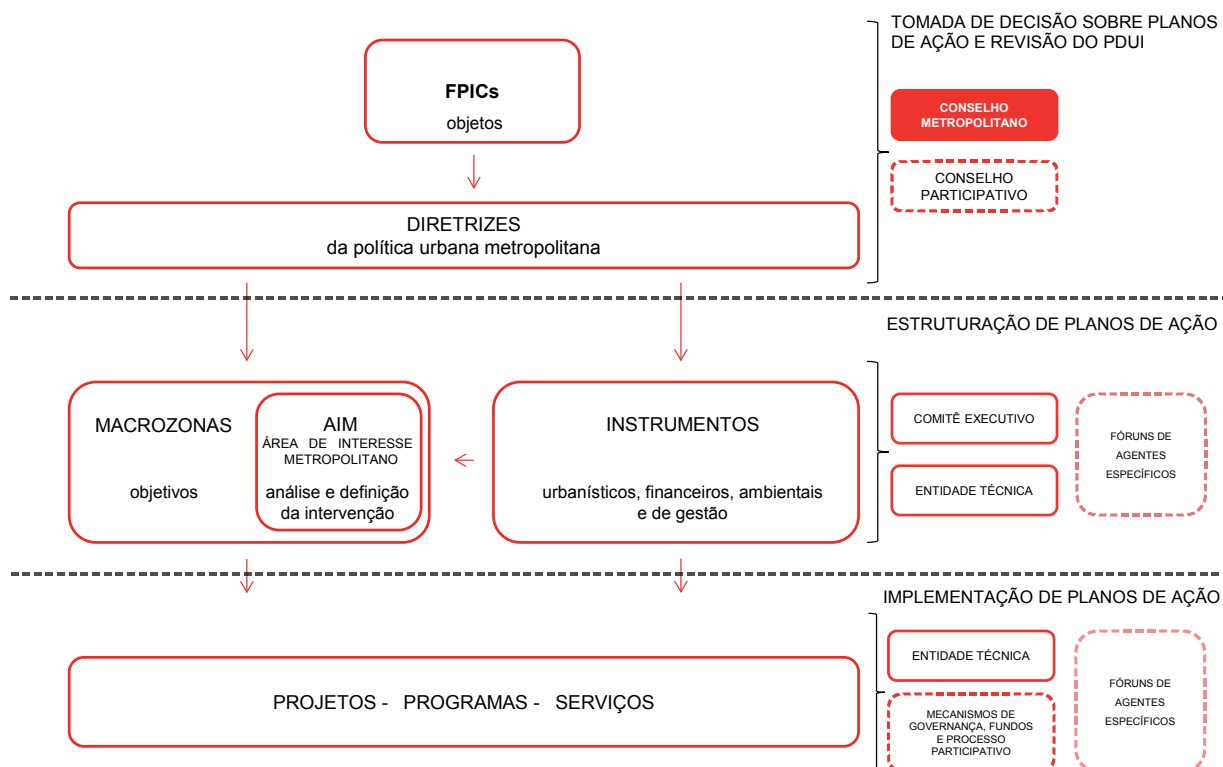 TOMADA DE DECISÃO SOBRE PLANOS
DE AÇÃO E REVISÃO DO PDUI
FPICs
objetos
CONSELHO
METROPOLITANO
CONSELHO
PARTICIPATIVO
DIRETRIZES
da política urbana metropolitana
ESTRUTURAÇÃO DE PLANOS DE AÇÃO
MACROZONAS
objetivos
AIM
ÁREA DE INTERESSE
METROPOLITANO
análise e definição
da intervenção
INSTRUMENTOS
urbanísticos, financeiros, ambientais
e de gestão
COMITÊ EXECUTIVO
ENTIDADE TÉCNICA
FÓRUNS DE
AGENTES
ESPECÍFICOS
IMPLEMENTAÇÃO DE PLANOS DE AÇÃO
PROJETOS - PROGRAMAS - SERVIÇOS
ENTIDADE TÉCNICA
MECANISMOS DE
GOVERNANÇA, FUNDOS
E PROCESSO
PARTICIPATIVO
FÓRUNS DE
AGENTES
ESPECÍFICOS